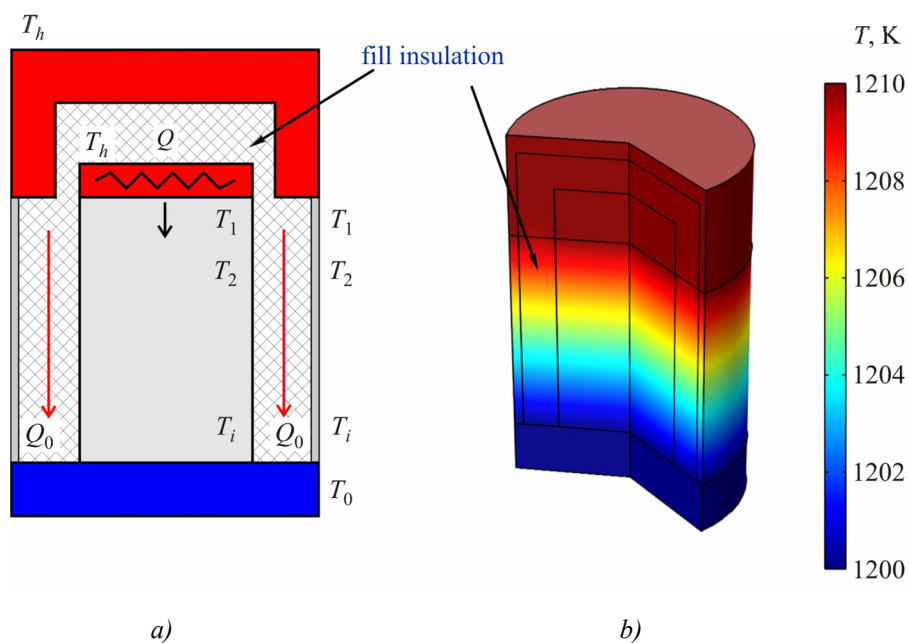 T_h
fill insulation
T, K
1210
T_h Q
1208
T_1 T_1
T_2 T_2
1206
1204
T_i T_i
Q_0 Q_0
1202
T_0
1200
a) b)